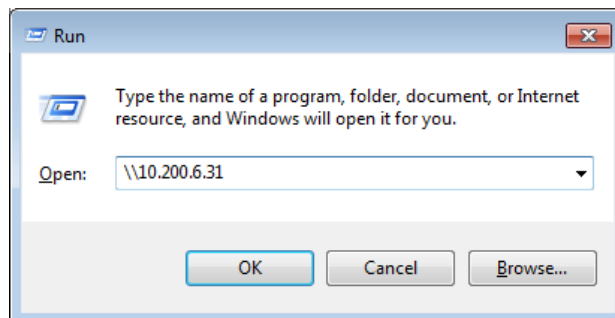 Run
Type the name of a program, folder, document, or Internet
resource, and Windows will open it for you.
Open: \\10.200.6.31
OK Cancel Browse...